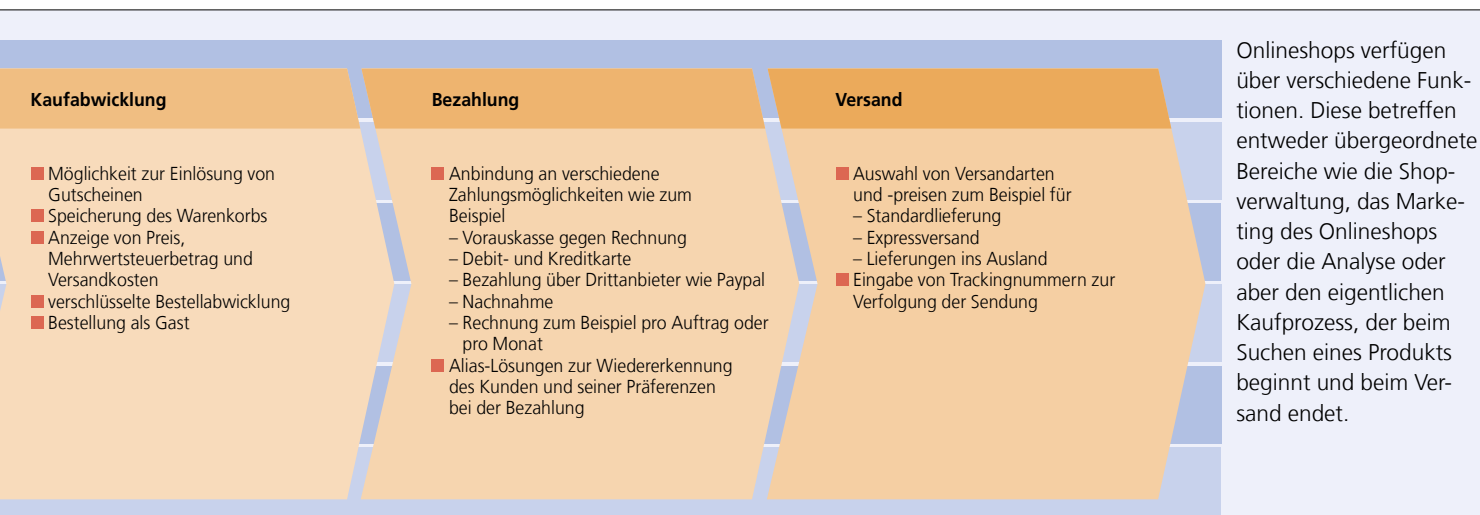 Kaufabwicklung
■ Möglichkeit zur Einlösung von
Gutscheinen
■ Speicherung des Warenkorbs
■ Anzeige von Preis,
Mehrwertsteuerbetrag und
Versandkosten
■ verschlüsselte Bestellabwicklung
■ Bestellung als Gast
Bezahlung
■ Anbindung an verschiedene
Zahlungsmöglichkeiten wie zum
Beispiel
– Vorauskasse gegen Rechnung
– Debit- und Kreditkarte
– Bezahlung über Drittanbieter wie Paypal
– Nachnahme
– Rechnung zum Beispiel pro Auftrag oder
pro Monat
■ Alias-Lösungen zur Wiedererkennung
des Kunden und seiner Präferenzen
bei der Bezahlung
Versand
■ Auswahl von Versandarten
und -preisen zum Beispiel für
– Standardlieferung
– Expressversand
– Lieferungen ins Ausland
■ Eingabe von Trackingnummern zur
Verfolgung der Sendung
Onlineshops verfügen
über verschiedene Funk-
tionen. Diese betreffen
entweder übergeordnete
Bereiche wie die Shop-
verwaltung, das Marke-
ting des Onlineshops
oder die Analyse oder
aber den eigentlichen
Kaufprozess, der beim
Suchen eines Produkts
beginnt und beim Ver-
sand endet.